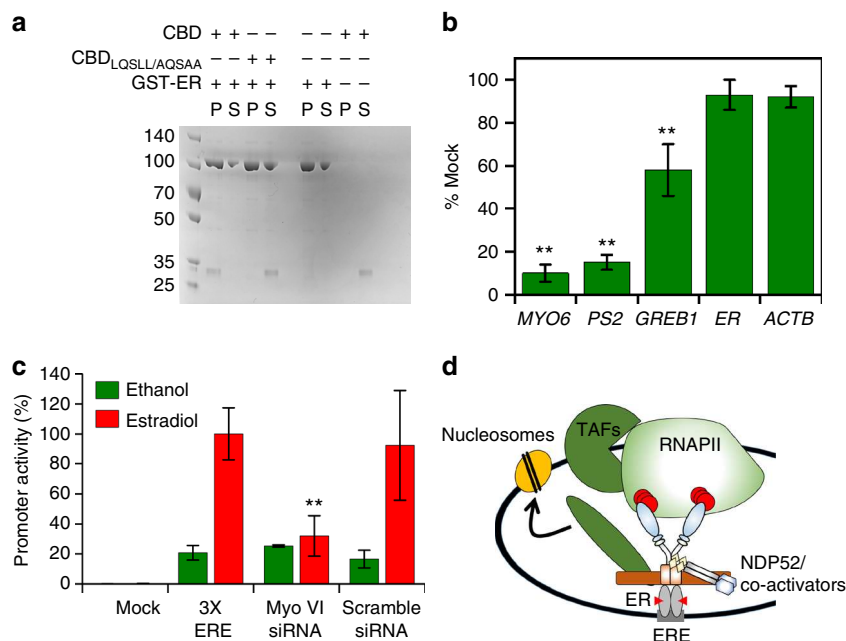 a
CBD + + – – – – + +
CBD LQSLL/AQSAA – – + + – – – –
GST-ER + + + + + + – –
P S P S P S P S
140
100
70
50
35
25
b
% Mock
100
80
60
40
20
0
**
**
**
MYO6 PS2 GREB1 ER ACTB
c
Promoter activity (%)
140
120
100
80
60
40
20
0
Ethanol
Estradiol
**
Mock
3X ERE
Myo VI siRNA
Scramble siRNA
d
Nucleosomes
TAFs
RNAPII
NDP52/
co-activators
ER
ERE